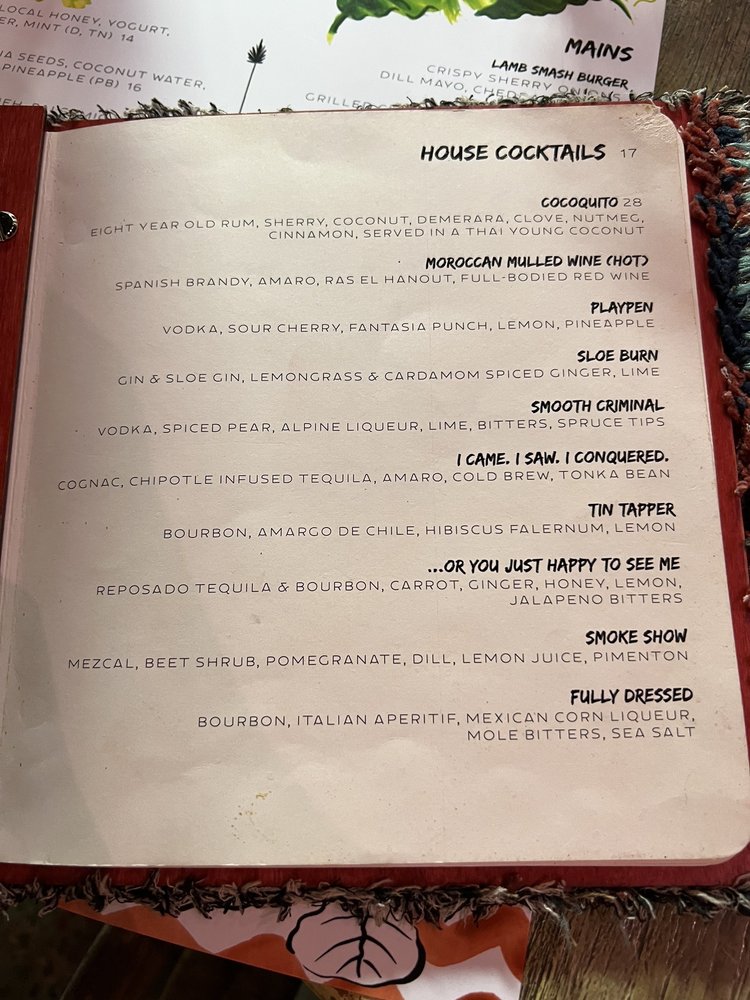 LOCAL HONEY, YOGURT,
MINT (D, TN) 14
SEEDS, COCONUT WATER,
PINEAPPLE (PB) 16
MAINS
LAMB SMASH BURGER
CRISPY SHERRY ONIONS,
DILL MAYO, CHEDDAR
HOUSE COCKTAILS 17
COCOQUITO 28
EIGHT YEAR OLD RUM, SHERRY, COCONUT, DEMERARA, CLOVE, NUTMEG,
CINNAMON, SERVED IN A THAI YOUNG COCONUT
MOROCCAN MULLED WINE (HOT)
SPANISH BRANDY, AMARO, RAS EL HANOUT, FULL-BODIED RED WINE
PLAYPEN
VODKA, SOUR CHERRY, FANTASIA PUNCH, LEMON, PINEAPPLE
SLOE BURN
GIN & SLOE GIN, LEMONGRASS & CARDAMOM SPICED GINGER, LIME
SMOOTH CRIMINAL
VODKA, SPICED PEAR, ALPINE LIQUEUR, LIME, BITTERS, SPRUCE TIPS
I CAME. I SAW. I CONQUERED.
COGNAC, CHIPOTLE INFUSED TEQUILA, AMARO, COLD BREW, TONKA BEAN
TIN TAPPER
BOURBON, AMARGO DE CHILE, HIBISCUS FALERNUM, LEMON
...OR YOU JUST HAPPY TO SEE ME
REPOSADO TEQUILA & BOURBON, CARROT, GINGER, HONEY, LEMON,
JALAPENO BITTERS
SMOKE SHOW
MEZCAL, BEET SHRUB, POMEGRANATE, DILL, LEMON JUICE, PIMENTON
FULLY DRESSED
BOURBON, ITALIAN APERITIF, MEXICAN CORN LIQUEUR,
MOLE BITTERS, SEA SALT